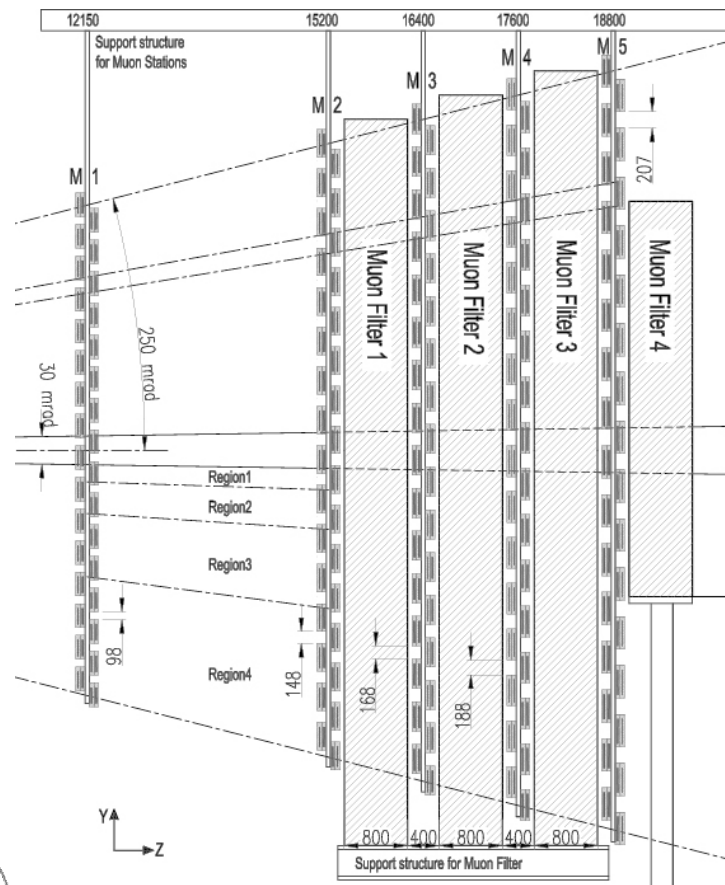 12150 15200 16400 17600 18800
Support structure
for Muon Stations
M 1
M 2
M 3
M 4
M 5
207
Muon Filter 1
Muon Filter 2
Muon Fliter 3
Muon Filter 4
250 mrad
30 mrad
Region1
Region2
Region3
Region4
98
148
168
188
Y
Z
800 400 800 400 800
Support structure for Muon Filter